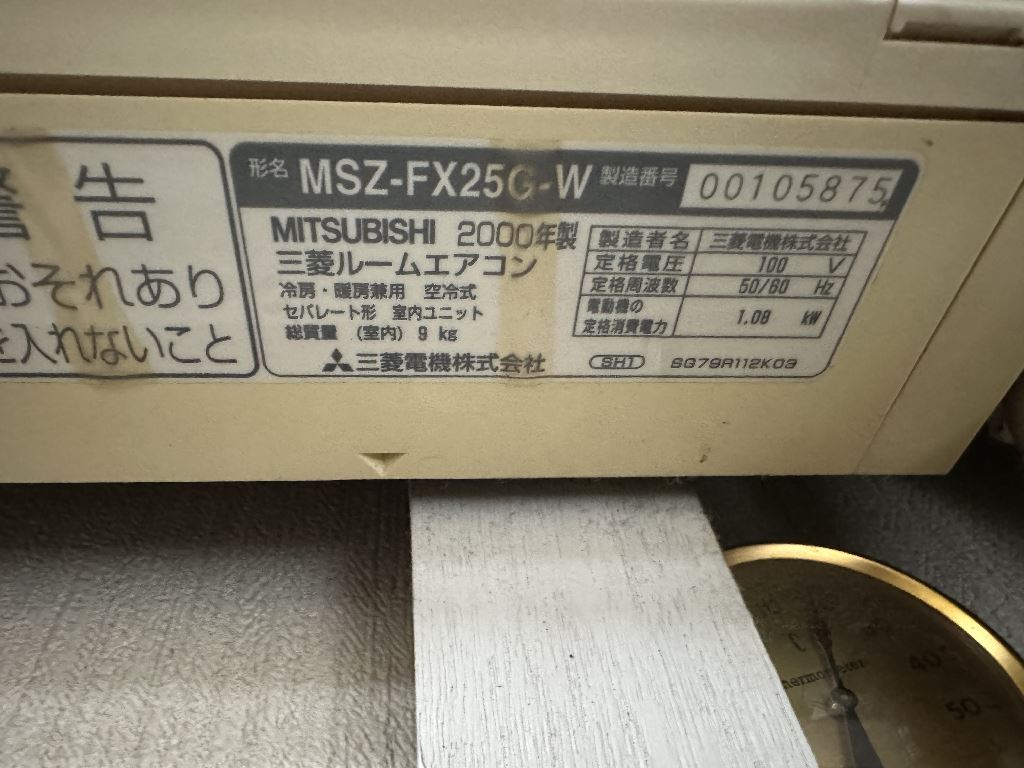 警告
おそれあり
を入れないこと
形名 MSZ-FX25G-W 製造番号 00105875
MITSUBISHI 2000年製
三菱ルームエアコン
冷房・暖房兼用 空冷式
セパレート形 室内ユニット
総質量 (室内) 9 kg
三菱電機株式会社
製造者名 三菱電機株式会社
定格電圧 100 V
定格周波数 50/60 Hz
電動機の
定格消費電力 1.08 kW
SH1 SG79R112K03
℃
thermometer
40
50